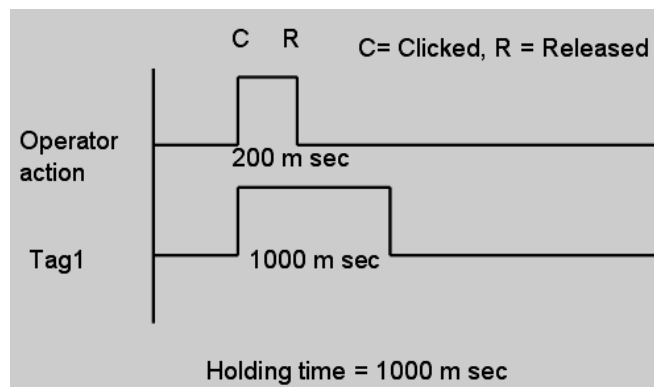 C R C= Clicked, R = Released
Operator
action
200 m sec
Tag1
1000 m sec
Holding time = 1000 m sec